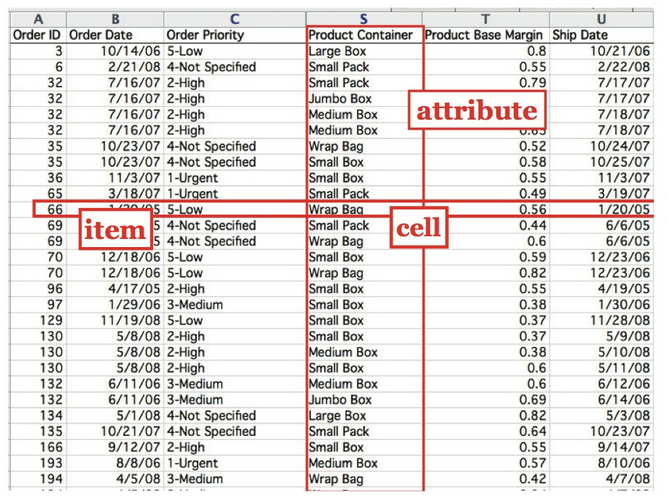 A B C S T U
Order ID Order Date Order Priority Product Container Product Base Margin Ship Date
3 10/14/06 5-Low Large Box 0.8 10/21/06
6 2/21/08 4-Not Specified Small Pack 0.55 2/22/08
32 7/16/07 2-High Small Pack 0.79 7/17/07
32 7/16/07 2-High Jumbo Box 7/17/07
attribute
32 7/16/07 2-High Medium Box 7/18/07
32 7/16/07 2-High Medium Box 0.65 7/18/07
35 10/23/07 4-Not Specified Wrap Bag 0.52 10/24/07
35 10/23/07 4-Not Specified Small Box 0.58 10/25/07
36 11/3/07 1-Urgent Small Box 0.55 11/3/07
65 3/18/07 1-Urgent Small Pack 0.49 3/19/07
66 1/20/05 5-Low Wrap Bag 0.56 1/20/05
item cell
69 5 4-Not Specified Small Pack 0.44 6/6/05
69 5 4-Not Specified Wrap Bag 0.6 6/6/05
70 12/18/06 5-Low Small Box 0.59 12/23/06
70 12/18/06 5-Low Wrap Bag 0.82 12/23/06
96 4/17/05 2-High Small Box 0.55 4/19/05
97 1/29/06 3-Medium Small Box 0.38 1/30/06
129 11/19/08 5-Low Small Box 0.37 11/28/08
130 5/8/08 2-High Small Box 0.37 5/9/08
130 5/8/08 2-High Medium Box 0.38 5/10/08
130 5/8/08 2-High Small Box 0.6 5/11/08
132 6/11/06 3-Medium Medium Box 0.6 6/12/06
132 6/11/06 3-Medium Jumbo Box 0.69 6/14/06
134 5/1/08 4-Not Specified Large Box 0.82 5/3/08
135 10/21/07 4-Not Specified Small Pack 0.64 10/23/07
166 9/12/07 2-High Small Box 0.55 9/14/07
193 8/8/06 1-Urgent Medium Box 0.57 8/10/06
194 4/5/08 3-Medium Wrap Bag 0.42 4/7/08